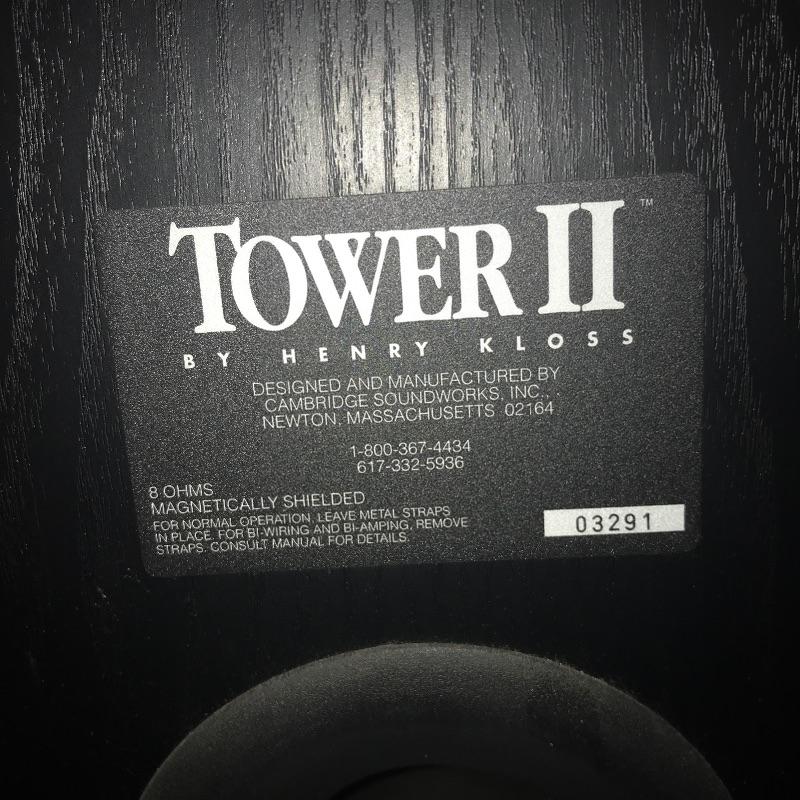 TOWER II ™
BY HENRY KLOSS
DESIGNED AND MANUFACTURED BY
CAMBRIDGE SOUNDWORKS, INC.,
NEWTON, MASSACHUSETTS 02164
1-800-367-4434
617-332-5936
8 OHMS
MAGNETICALLY SHIELDED
FOR NORMAL OPERATION, LEAVE METAL STRAPS
IN PLACE. FOR BI-WIRING AND BI-AMPING, REMOVE
STRAPS. CONSULT MANUAL FOR DETAILS.
03291